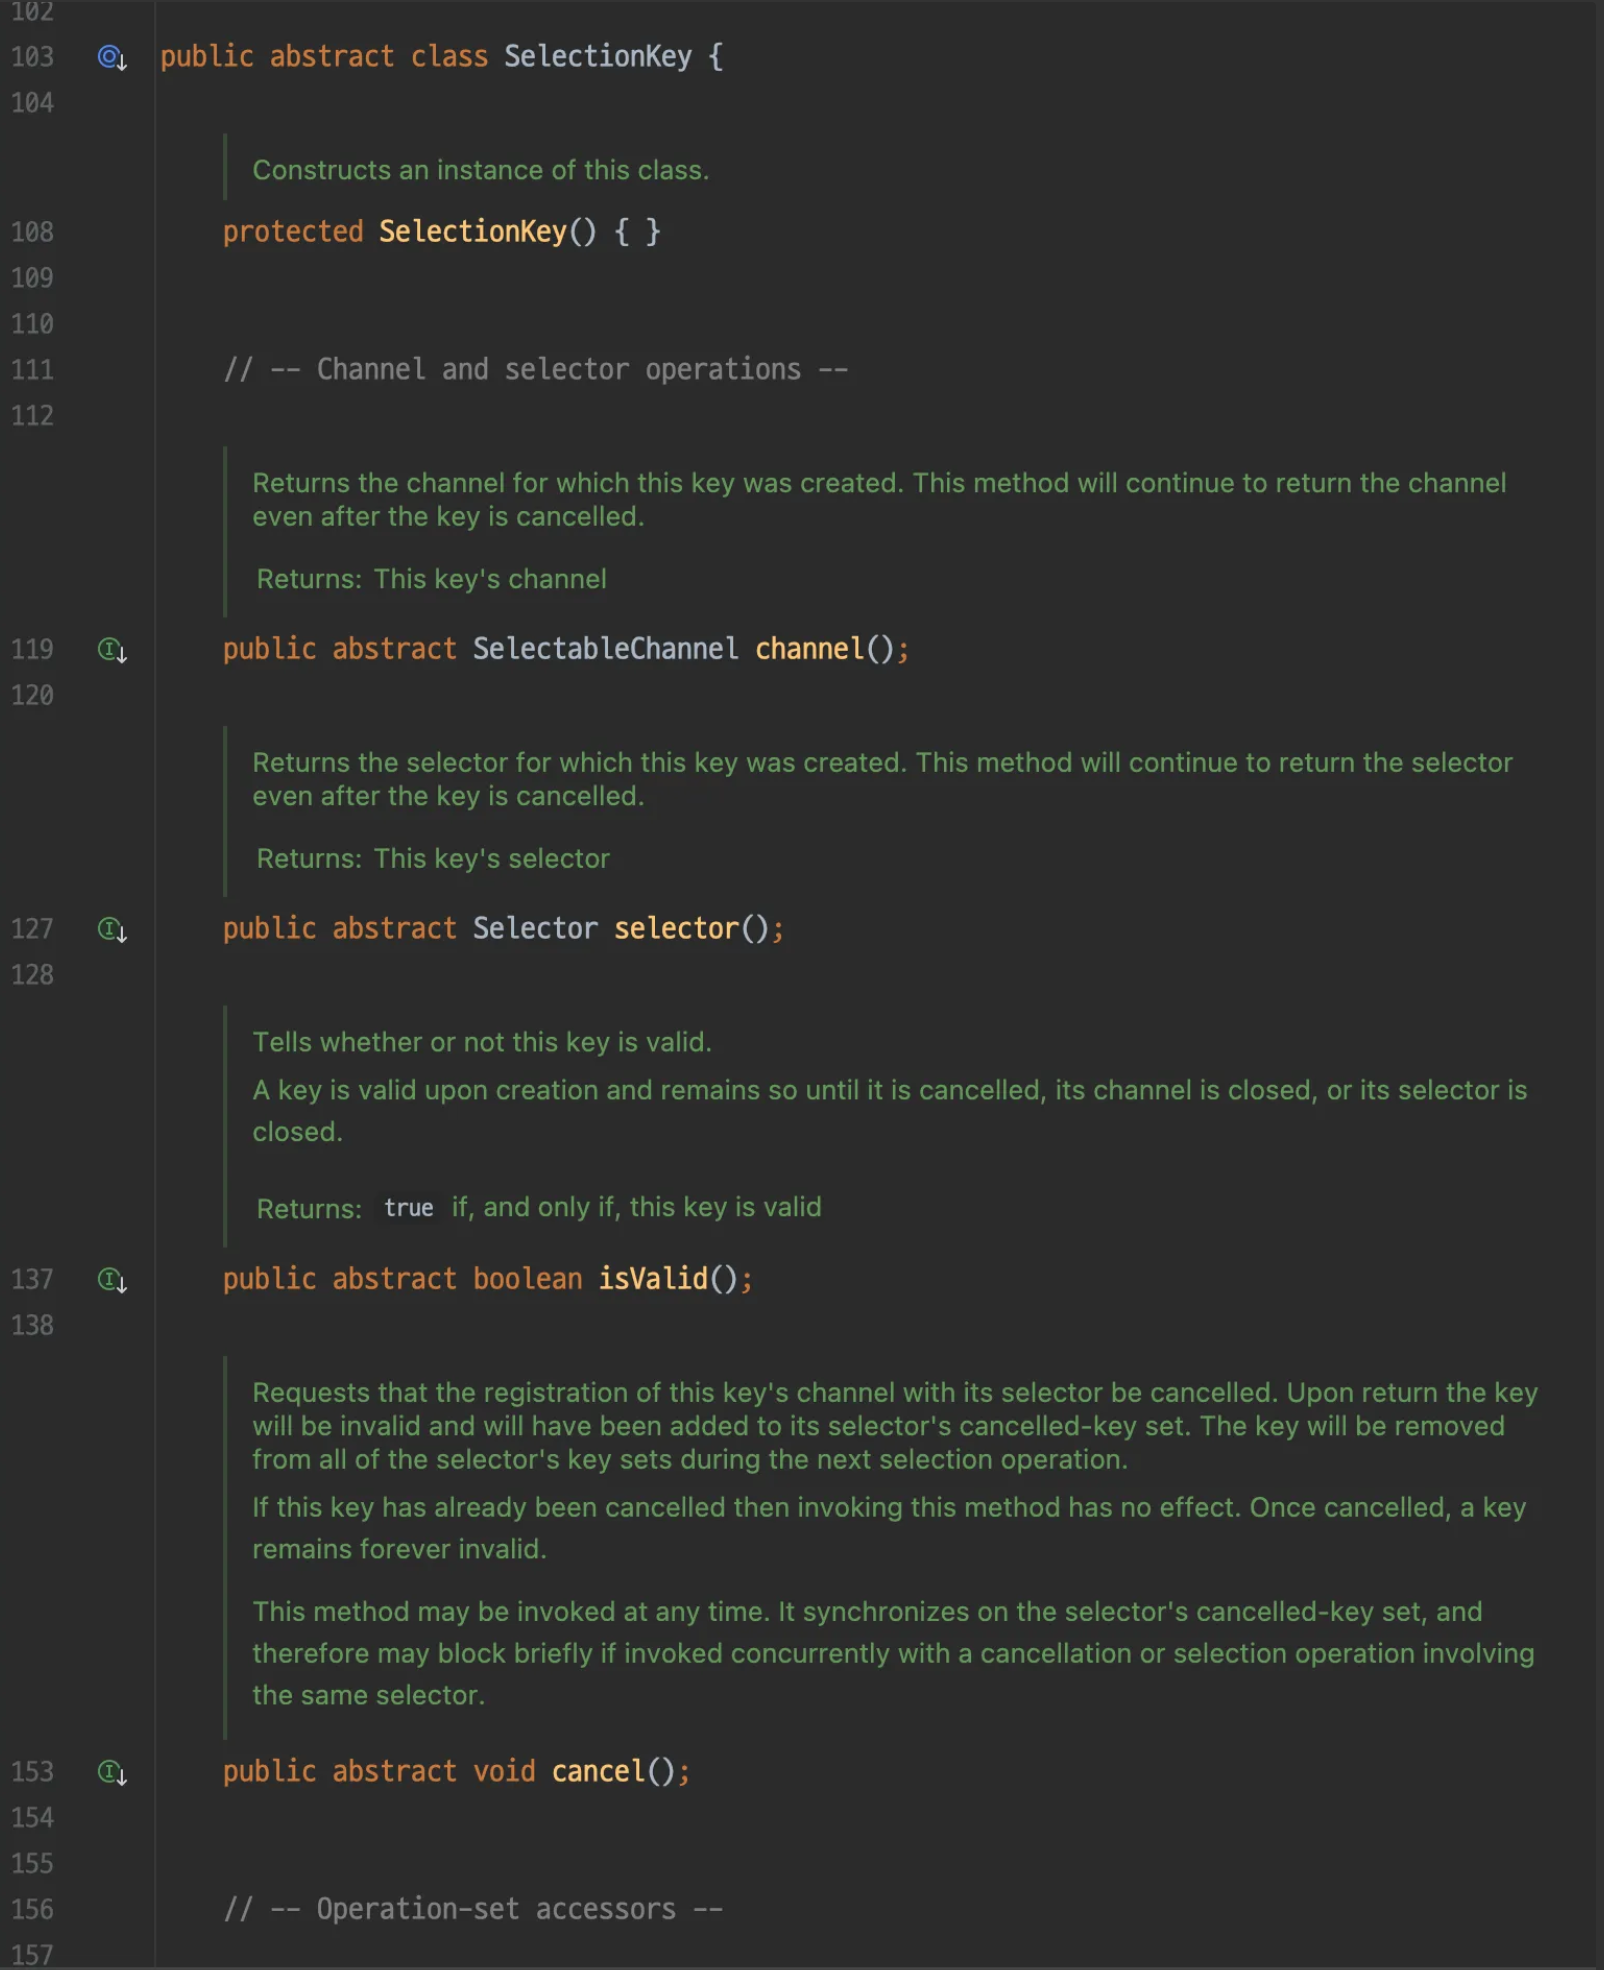 102
103 public abstract class SelectionKey {
104
Constructs an instance of this class.
108 protected SelectionKey() { }
109
110
111 // -- Channel and selector operations --
112
Returns the channel for which this key was created. This method will continue to return the channel
even after the key is cancelled.
Returns: This key's channel
119 public abstract SelectableChannel channel();
120
Returns the selector for which this key was created. This method will continue to return the selector
even after the key is cancelled.
Returns: This key's selector
127 public abstract Selector selector();
128
Tells whether or not this key is valid.
A key is valid upon creation and remains so until it is cancelled, its channel is closed, or its selector is
closed.
Returns: true if, and only if, this key is valid
137 public abstract boolean isValid();
138
Requests that the registration of this key's channel with its selector be cancelled. Upon return the key
will be invalid and will have been added to its selector's cancelled-key set. The key will be removed
from all of the selector's key sets during the next selection operation.
If this key has already been cancelled then invoking this method has no effect. Once cancelled, a key
remains forever invalid.
This method may be invoked at any time. It synchronizes on the selector's cancelled-key set, and
therefore may block briefly if invoked concurrently with a cancellation or selection operation involving
the same selector.
153 public abstract void cancel();
154
155
156 // -- Operation-set accessors --
157